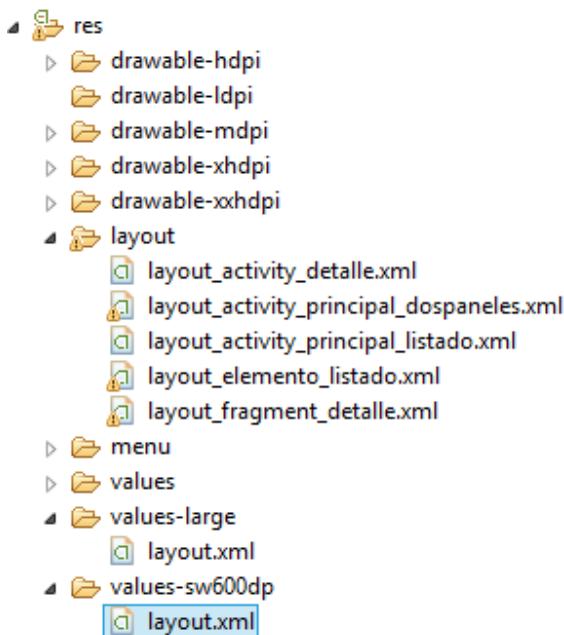 res
drawable-hdpi
drawable-ldpi
drawable-mdpi
drawable-xhdpi
drawable-xxhdpi
layout
layout_activity_detalle.xml
layout_activity_principal_dospaneles.xml
layout_activity_principal_listado.xml
layout_elemento_listado.xml
layout_fragment_detalle.xml
menu
values
values-large
layout.xml
values-sw600dp
layout.xml